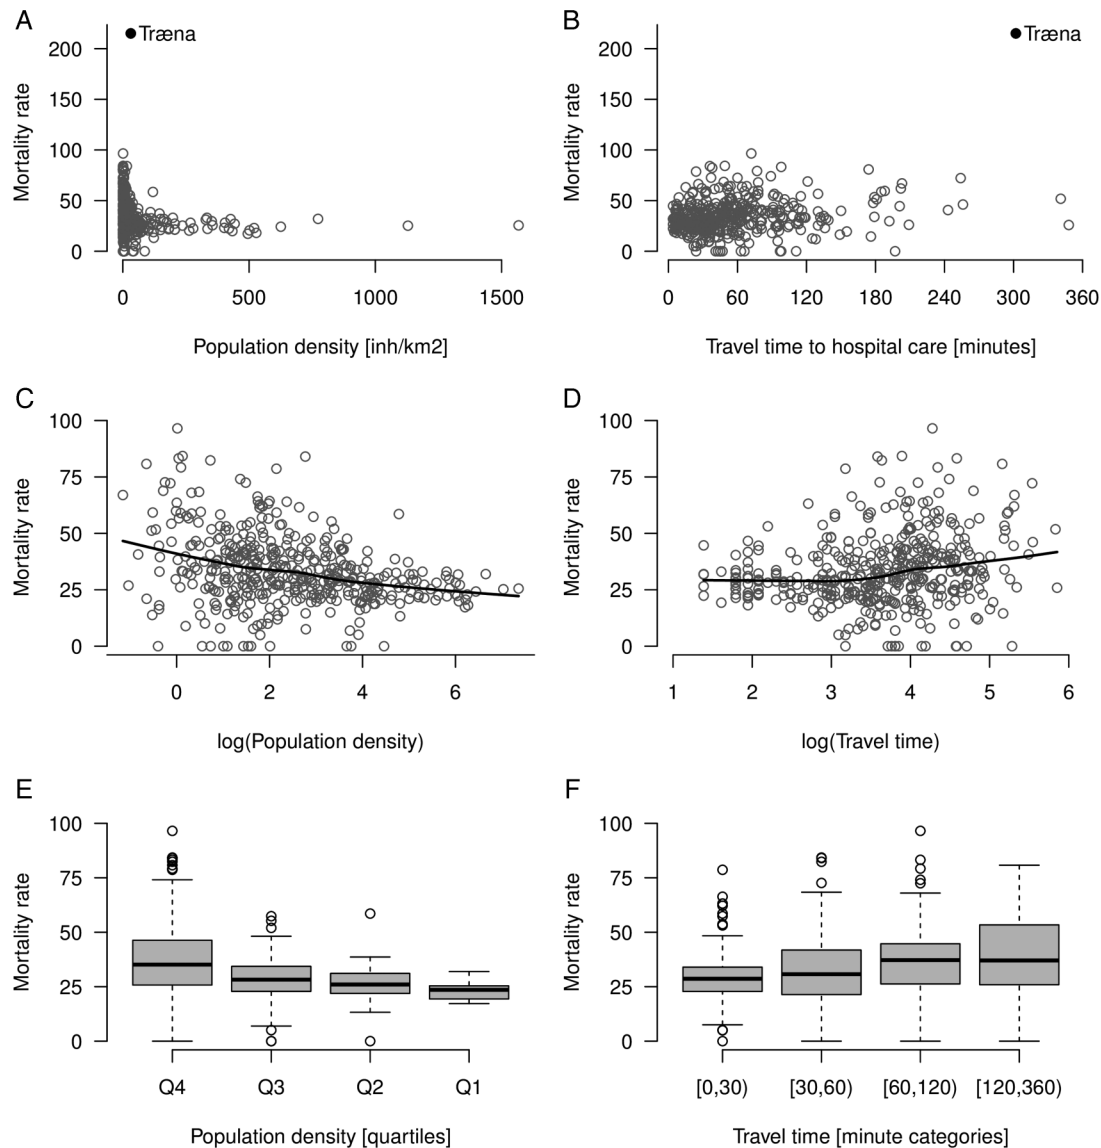 A
Træna
200
150
100
50
0
Mortality rate
0 500 1000 1500
Population density [inh/km2]
B
Træna
200
150
100
50
0
Mortality rate
0 60 120 180 240 300 360
Travel time to hospital care [minutes]
C
100
75
50
25
0
Mortality rate
0 2 4 6
log(Population density)
D
100
75
50
25
0
Mortality rate
1 2 3 4 5 6
log(Travel time)
E
100
75
50
25
0
Mortality rate
Q4 Q3 Q2 Q1
Population density [quartiles]
F
100
75
50
25
0
Mortality rate
[0,30) [30,60) [60,120) [120,360)
Travel time [minute categories]